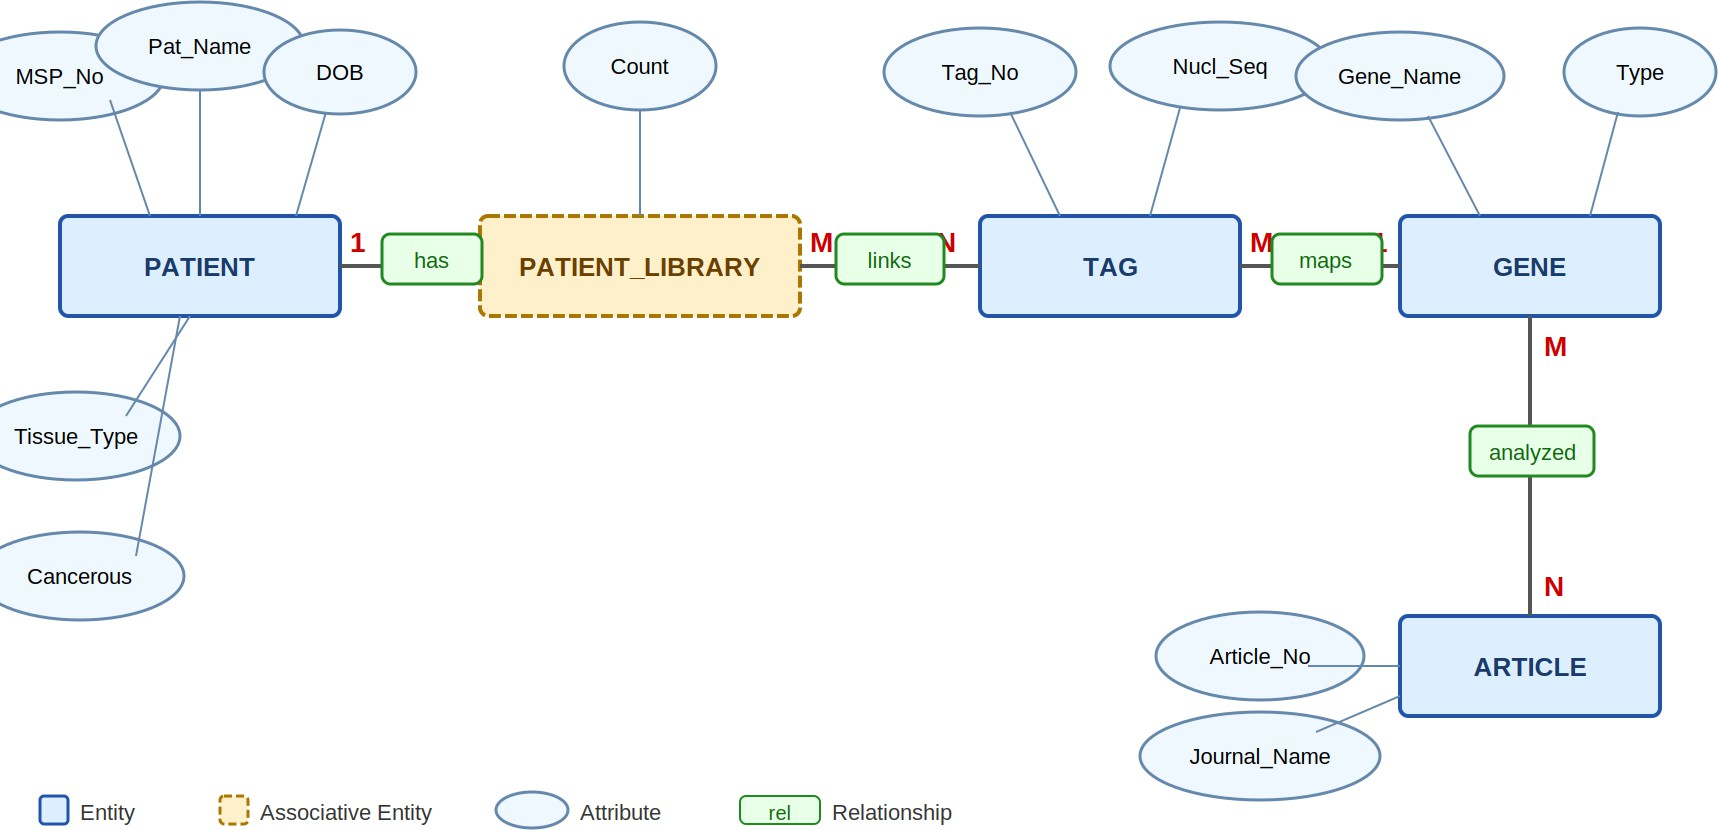 Pat_Name
MSP_No
DOB
Count
Tag_No
Nucl_Seq
Gene_Name
Type
1
has
M
links
N
M
maps
1
PATIENT
PATIENT_LIBRARY
TAG
GENE
M
analyzed
N
Tissue_Type
Cancerous
Article_No
ARTICLE
Journal_Name
Entity
Associative Entity
Attribute
rel
Relationship